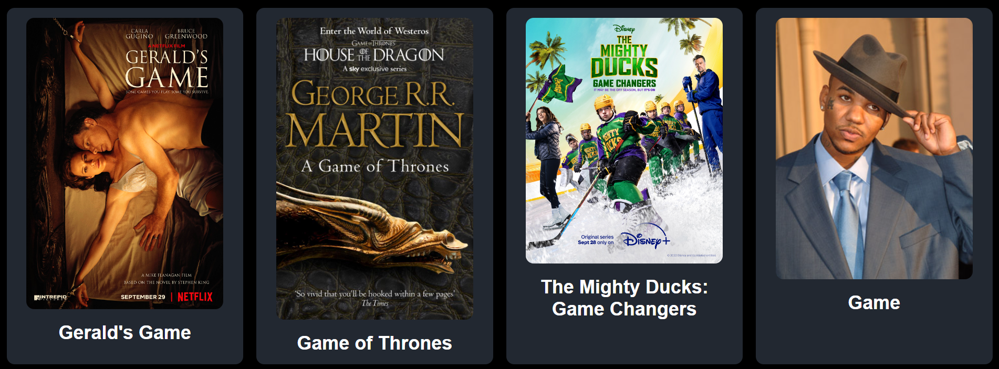 CARLA
GUGINO
BRUCE
GREENWOOD
A NETFLIX FILM
GERALD'S
GAME
SOME GAMES YOU PLAY. SOME YOU SURVIVE.
A MIKE FLANAGAN FILM
BASED ON THE NOVEL BY STEPHEN KING
INTREPID
PICTURES
SEPTEMBER 29 | NETFLIX
Gerald's Game
Enter the World of Westeros
GAME OF THRONES
HOUSE OF THE DRAGON
A sky exclusive series
GEORGE R.R.
MARTIN
A Game of Thrones
'So vivid that you'll be hooked within a few pages'
The Times
Game of Thrones
Disney
THE
MIGHTY
DUCKS
GAME CHANGERS
IT MAY BE THE OFF SEASON, BUT IT'S ON
MIGHTY
DUCKS
Original series
Sept 28 only on
Disney+
© 2022 Disney and its related entities
The Mighty Ducks:
Game Changers
Game